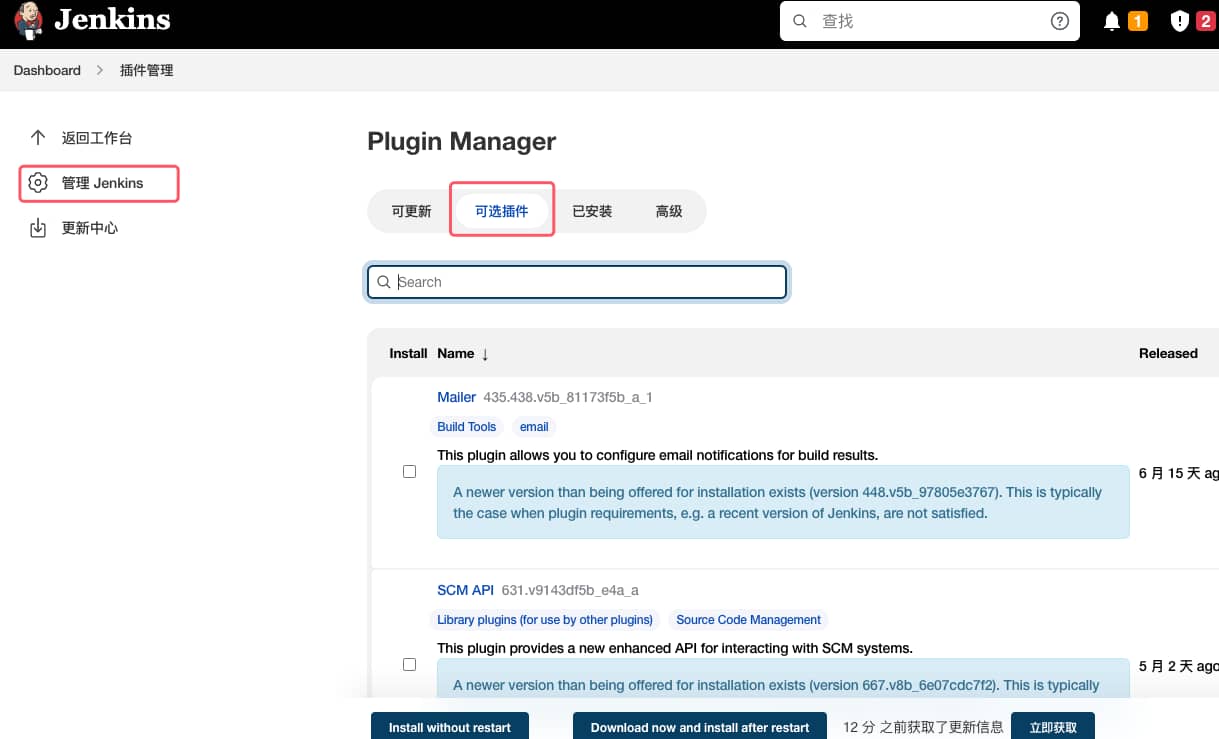 Jenkins
查找
1
2
Dashboard
插件管理
返回工作台
管理 Jenkins
更新中心
Plugin Manager
可更新 可选插件 已安装 高级
Search
Install Name ↓ Released
Mailer 435.438.v5b_81173f5b_a_1
Build Tools email
This plugin allows you to configure email notifications for build results.
6 月 15 天 ag
A newer version than being offered for installation exists (version 448.v5b_97805e3767). This is typically
the case when plugin requirements, e.g. a recent version of Jenkins, are not satisfied.
SCM API 631.v9143df5b_e4a_a
Library plugins (for use by other plugins) Source Code Management
This plugin provides a new enhanced API for interacting with SCM systems.
5 月 2 天 ago
A newer version than being offered for installation exists (version 667.v8b_6e07cdc7f2). This is typically
Install without restart Download now and install after restart 12 分 之前获取了更新信息 立即获取